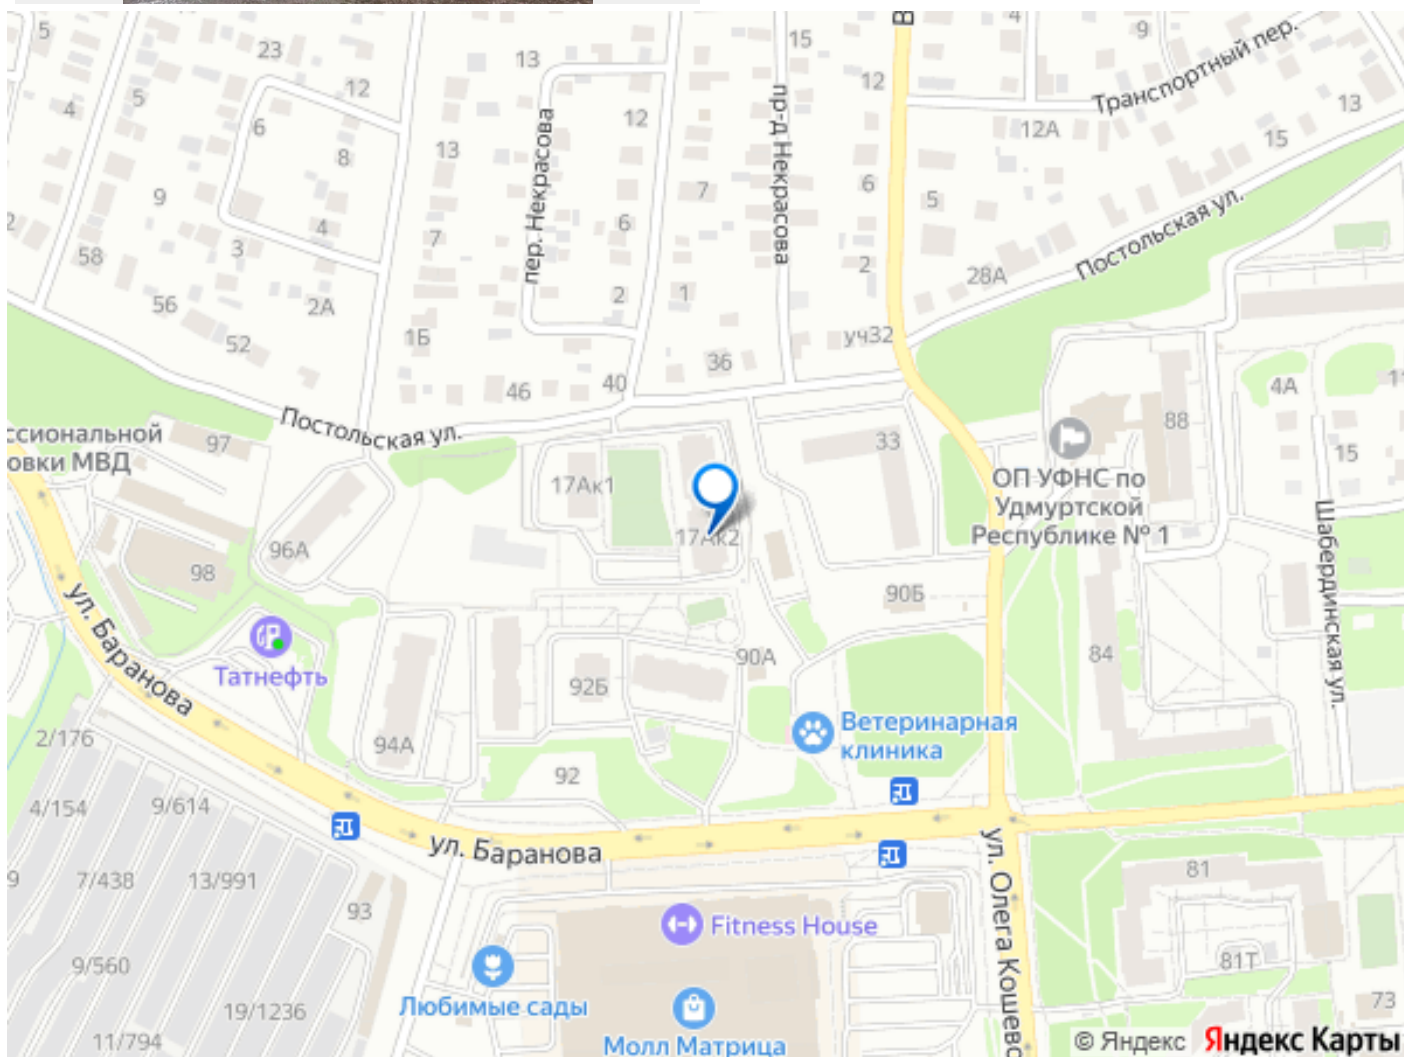 5
23
13
15
4
9
12
5
12
12
Транспортный пер.
13
4
6
8
13
12
пр-д Некрасова
12А
15
пер. Некрасова
9
7
6
5
4
7
6
Постольская ул.
58
3
2
28А
56
2А
2
1
52
1Б
уч32
36
46
40
4А
88
Постольская ул.
97
33
ссиональной
овки МВД
15
17Ак1
ОП УФНС по
Удмуртской
Республике № 1
17Ак2
96А
98
90Б
Шабердинская ул.
ул. Баранова
Татнефть
90А
84
92Б
Ветеринарная
клиника
2/176
94А
92
4/154
9/614
ул. Баранова
ул. Олега Кошево
7/438
13/991
81
93
Fitness House
9/560
81Т
Любимые сады
19/1236
73
11/794
Молл Матрица
© Яндекс Яндекс Карты